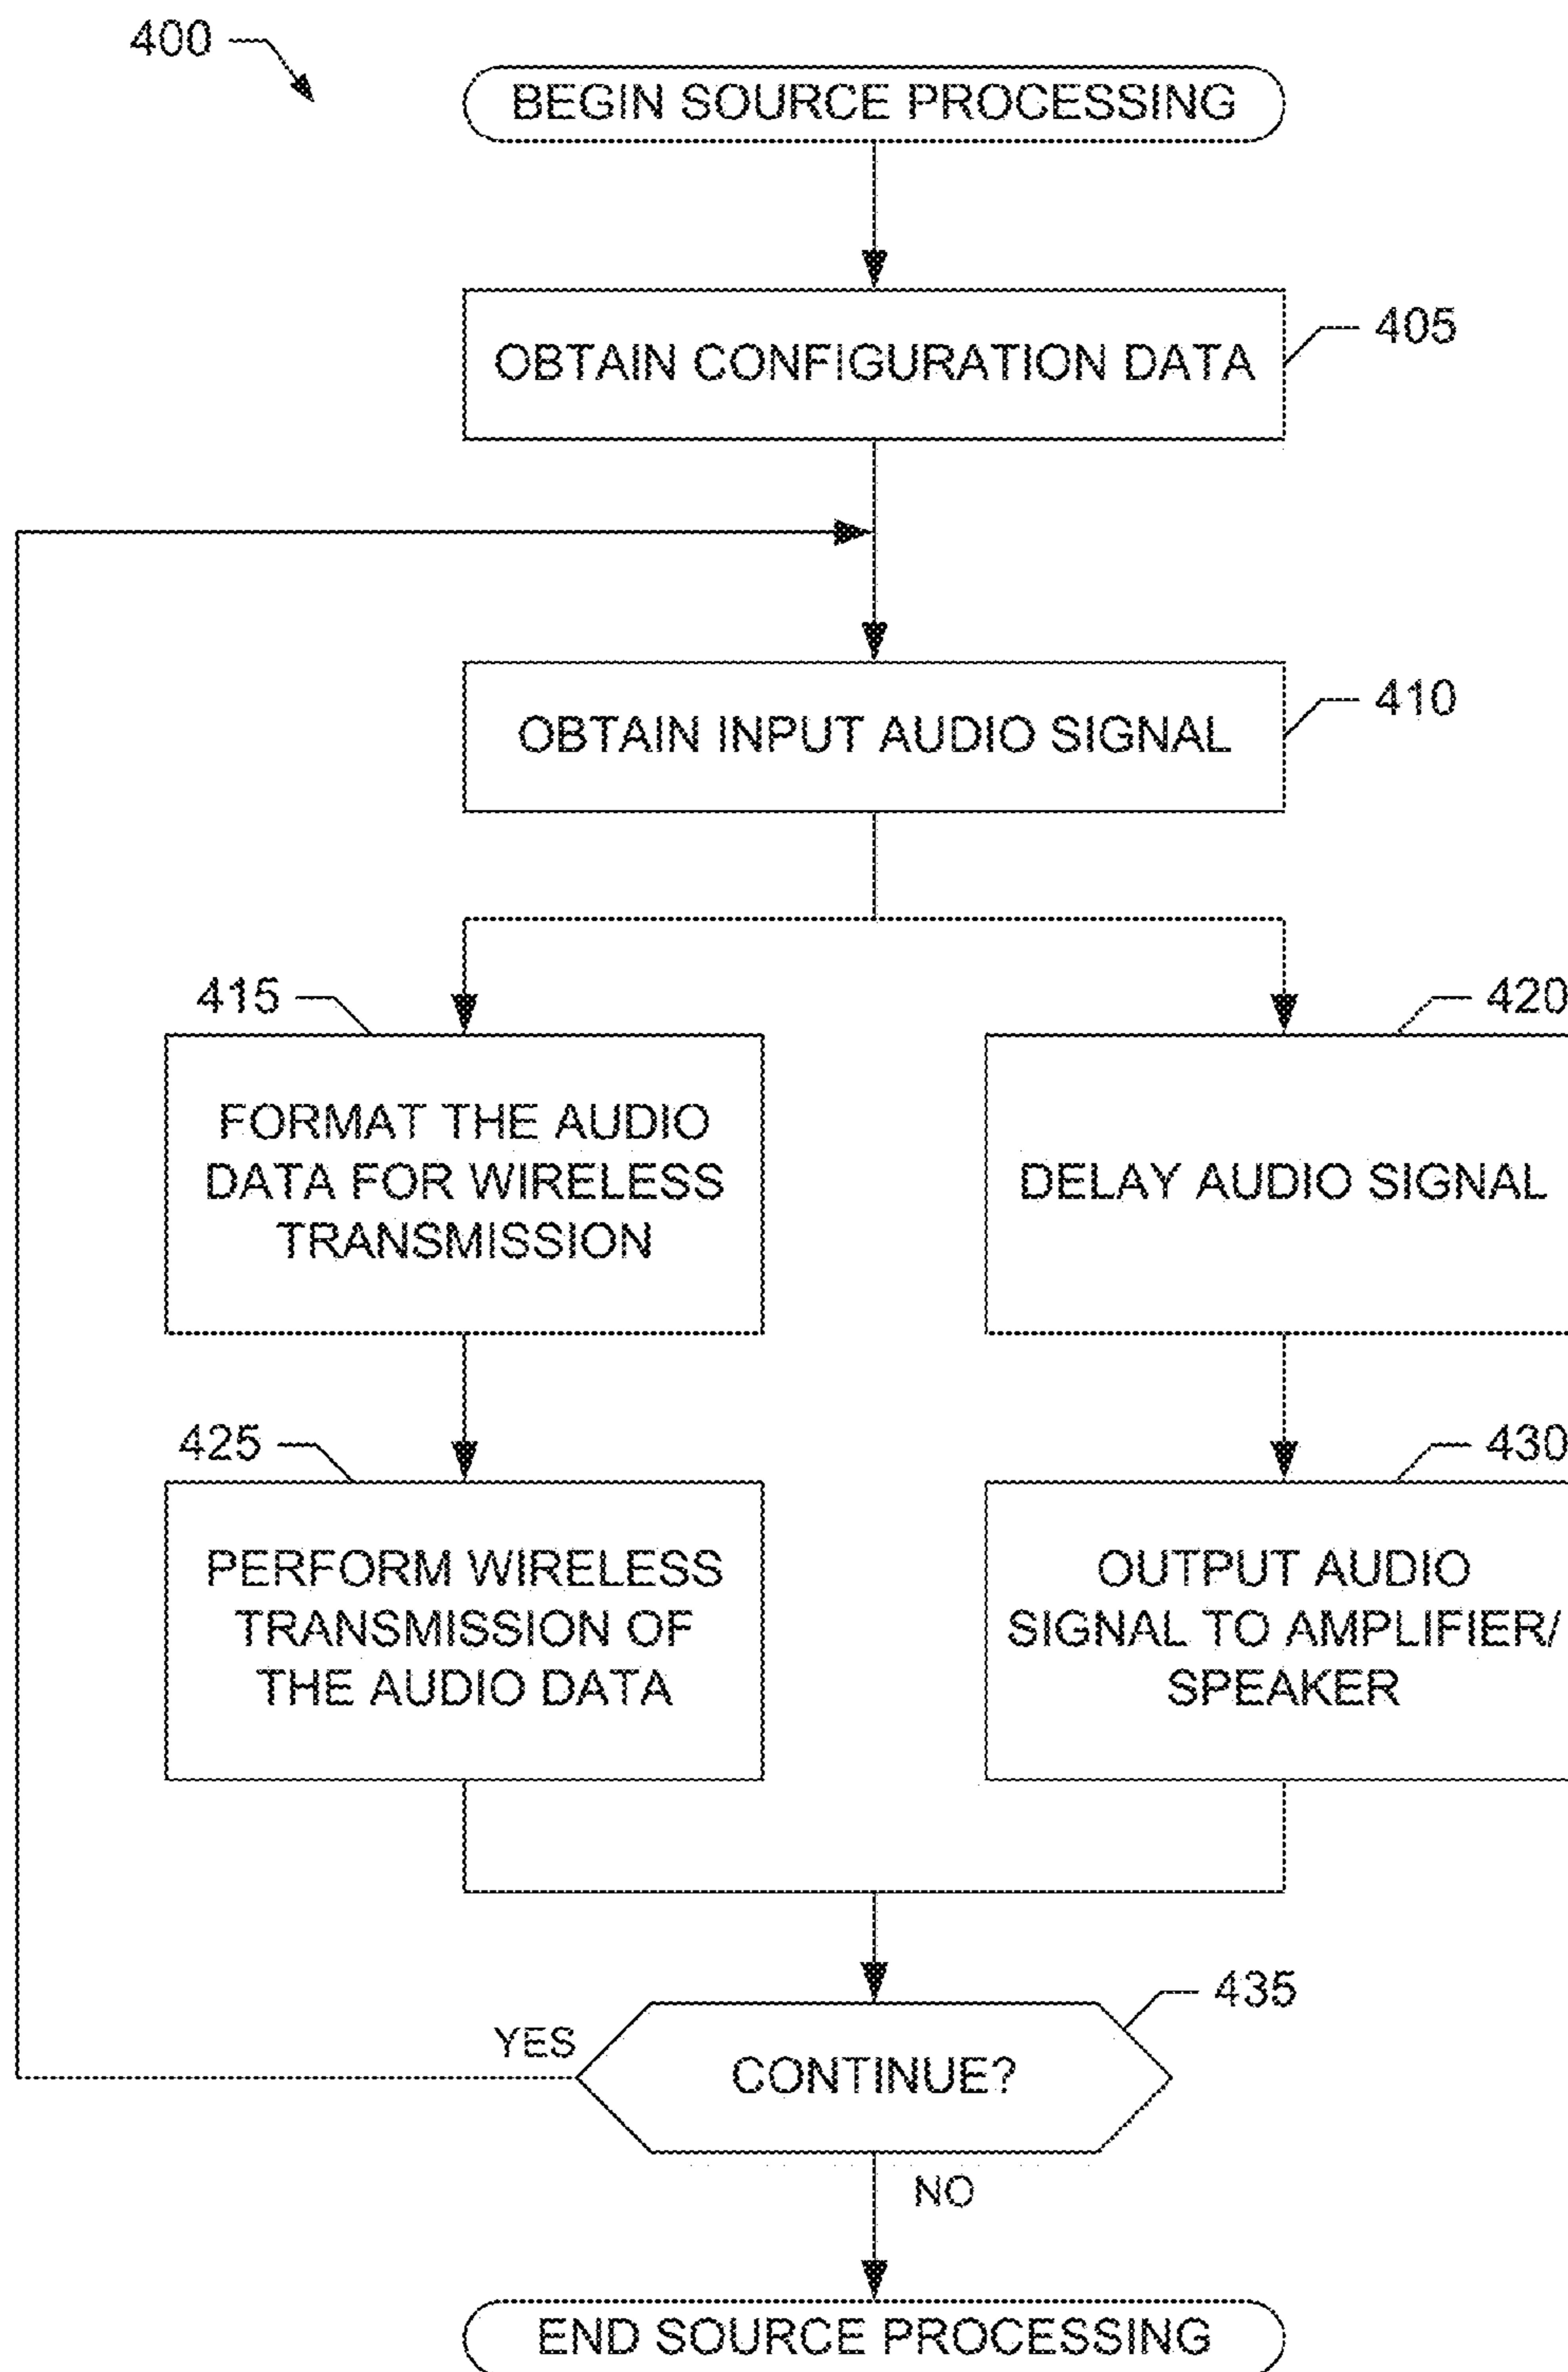 400
BEGIN SOURCE PROCESSING
405
OBTAIN CONFIGURATION DATA
410
OBTAIN INPUT AUDIO SIGNAL
415
FORMAT THE AUDIO
DATA FOR WIRELESS
TRANSMISSION
420
DELAY AUDIO SIGNAL
425
PERFORM WIRELESS
TRANSMISSION OF
THE AUDIO DATA
430
OUTPUT AUDIO
SIGNAL TO AMPLIFIER/
SPEAKER
435
CONTINUE?
YES
NO
END SOURCE PROCESSING